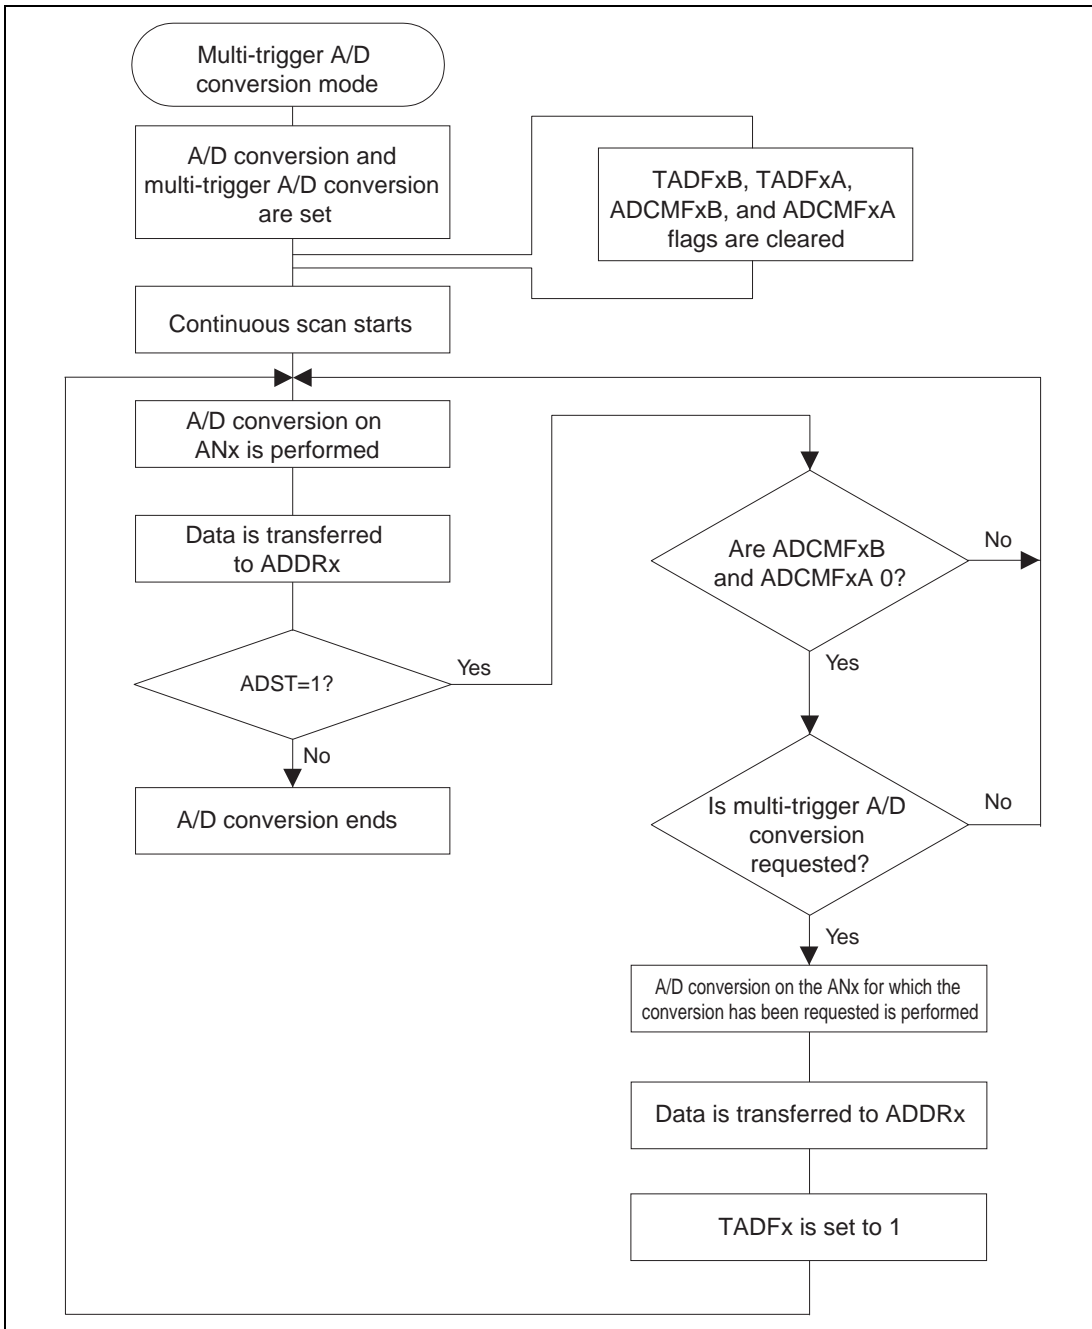 Multi-trigger A/D
conversion mode
A/D conversion and
multi-trigger A/D conversion
are set
TADFxB, TADFxA,
ADCMFxB, and ADCMFxA
flags are cleared
Continuous scan starts
A/D conversion on
ANx is performed
Data is transferred
to ADDRx
ADST=1?
Yes
No
A/D conversion ends
Are ADCMFxB
and ADCMFxA 0?
No
Yes
Is multi-trigger A/D
conversion
requested?
No
Yes
A/D conversion on the ANx for which the
conversion has been requested is performed
Data is transferred to ADDRx
TADFx is set to 1